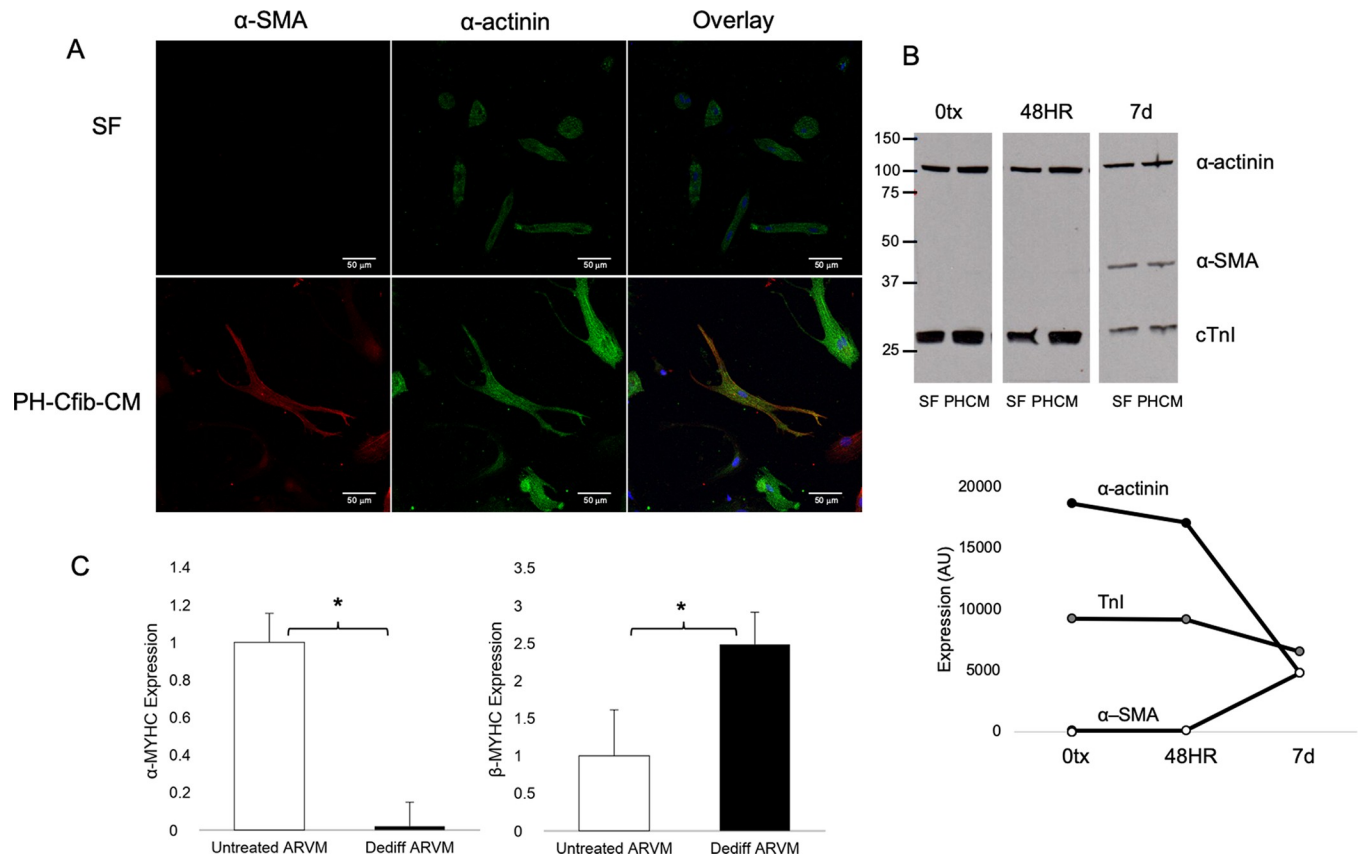 A
α-SMA
α-actinin
Overlay
SF
50 μm
50 μm
50 μm
PH-Cfib-CM
50 μm
50 μm
50 μm
B
0tx
48HR
7d
150
100
75
50
37
25
α-actinin
α-SMA
cTnI
SF PHCM
SF PHCM
SF PHCM
Expression (AU)
20000
15000
10000
5000
0
α-actinin
TnI
α–SMA
0tx
48HR
7d
C
α-MYHC Expression
1.4
1.2
1
0.8
0.6
0.4
0.2
0
*
Untreated ARVM
Dediff ARVM
β-MYHC Expression
3.5
3
2.5
2
1.5
1
0.5
0
*
Untreated ARVM
Dediff ARVM